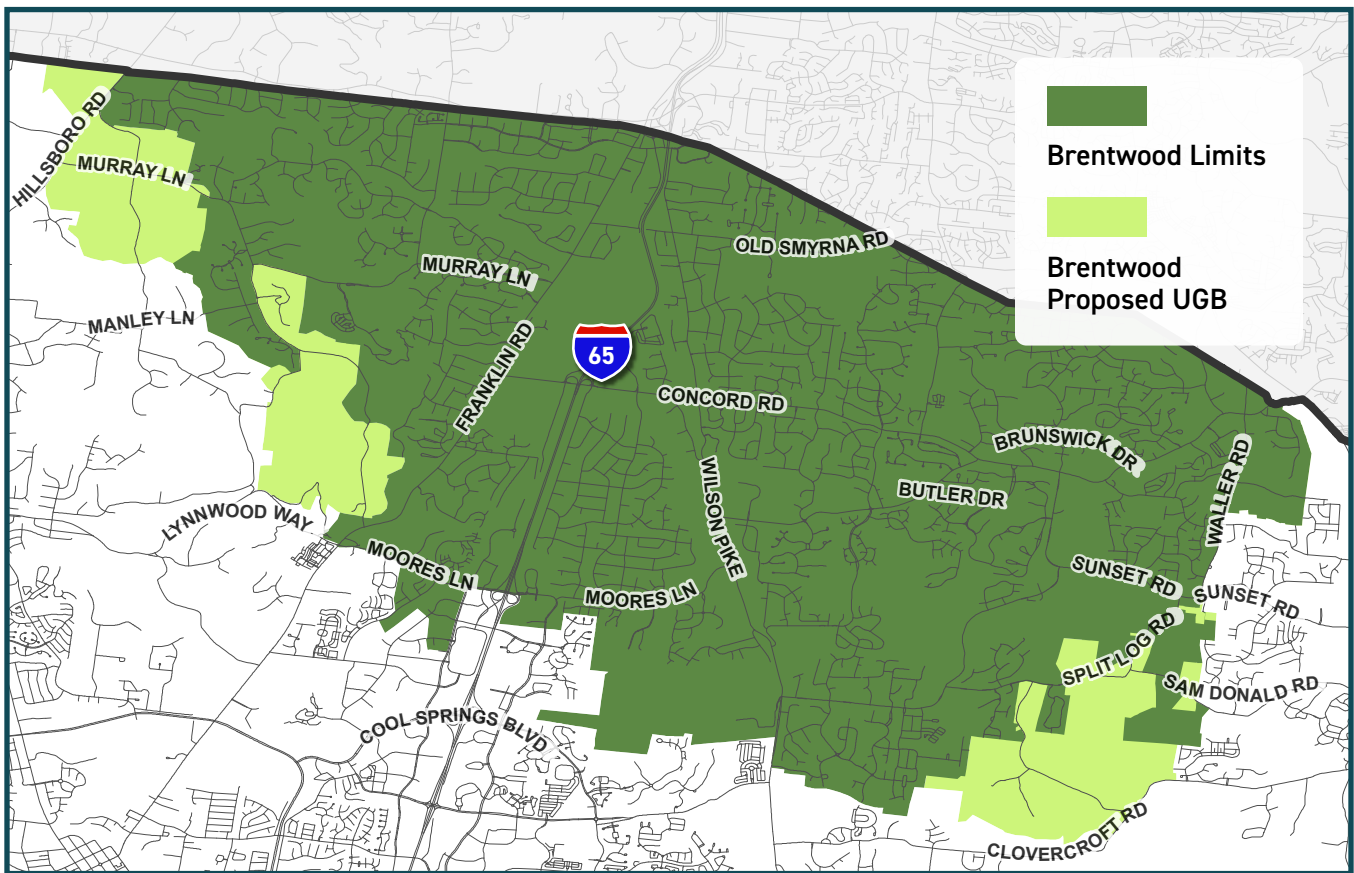 Brentwood Limits
Brentwood
Proposed UGB
HILLSBORO RD
MURRAY LN
MANLEY LN
MURRAY LN
OLD SMYRNA RD
FRANKLIN RD
65
CONCORD RD
BRUNSWICK DR
WALLER RD
WILSON PIKE
BUTLER DR
LYNNWOOD WAY
MOORES LN
MOORES LN
SUNSET RD
SUNSET RD
SPLIT LOG RD
SAM DONALD RD
COOL SPRINGS BLVD
CLOVERCROFT RD